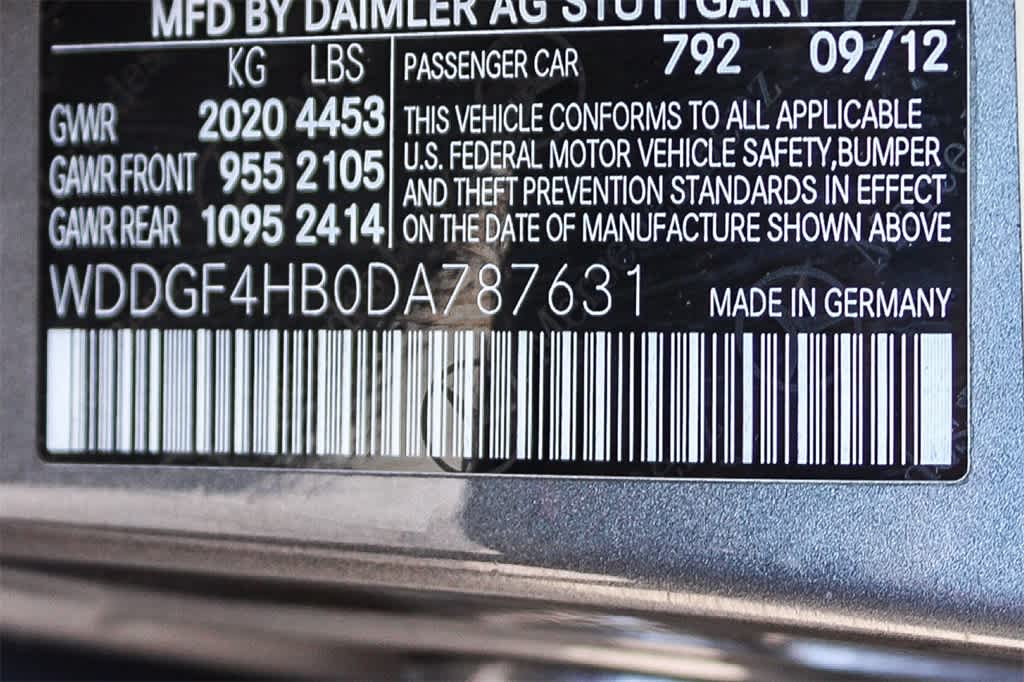 MFD BY DAIMLER AG STUTTGART
KG LBS
GVWR 2020 4453
GAWR FRONT 955 2105
GAWR REAR 1095 2414
PASSENGER CAR 792 09/12
THIS VEHICLE CONFORMS TO ALL APPLICABLE
U.S. FEDERAL MOTOR VEHICLE SAFETY,BUMPER
AND THEFT PREVENTION STANDARDS IN EFFECT
ON THE DATE OF MANUFACTURE SHOWN ABOVE
WDDGF4HB0DA787631
MADE IN GERMANY